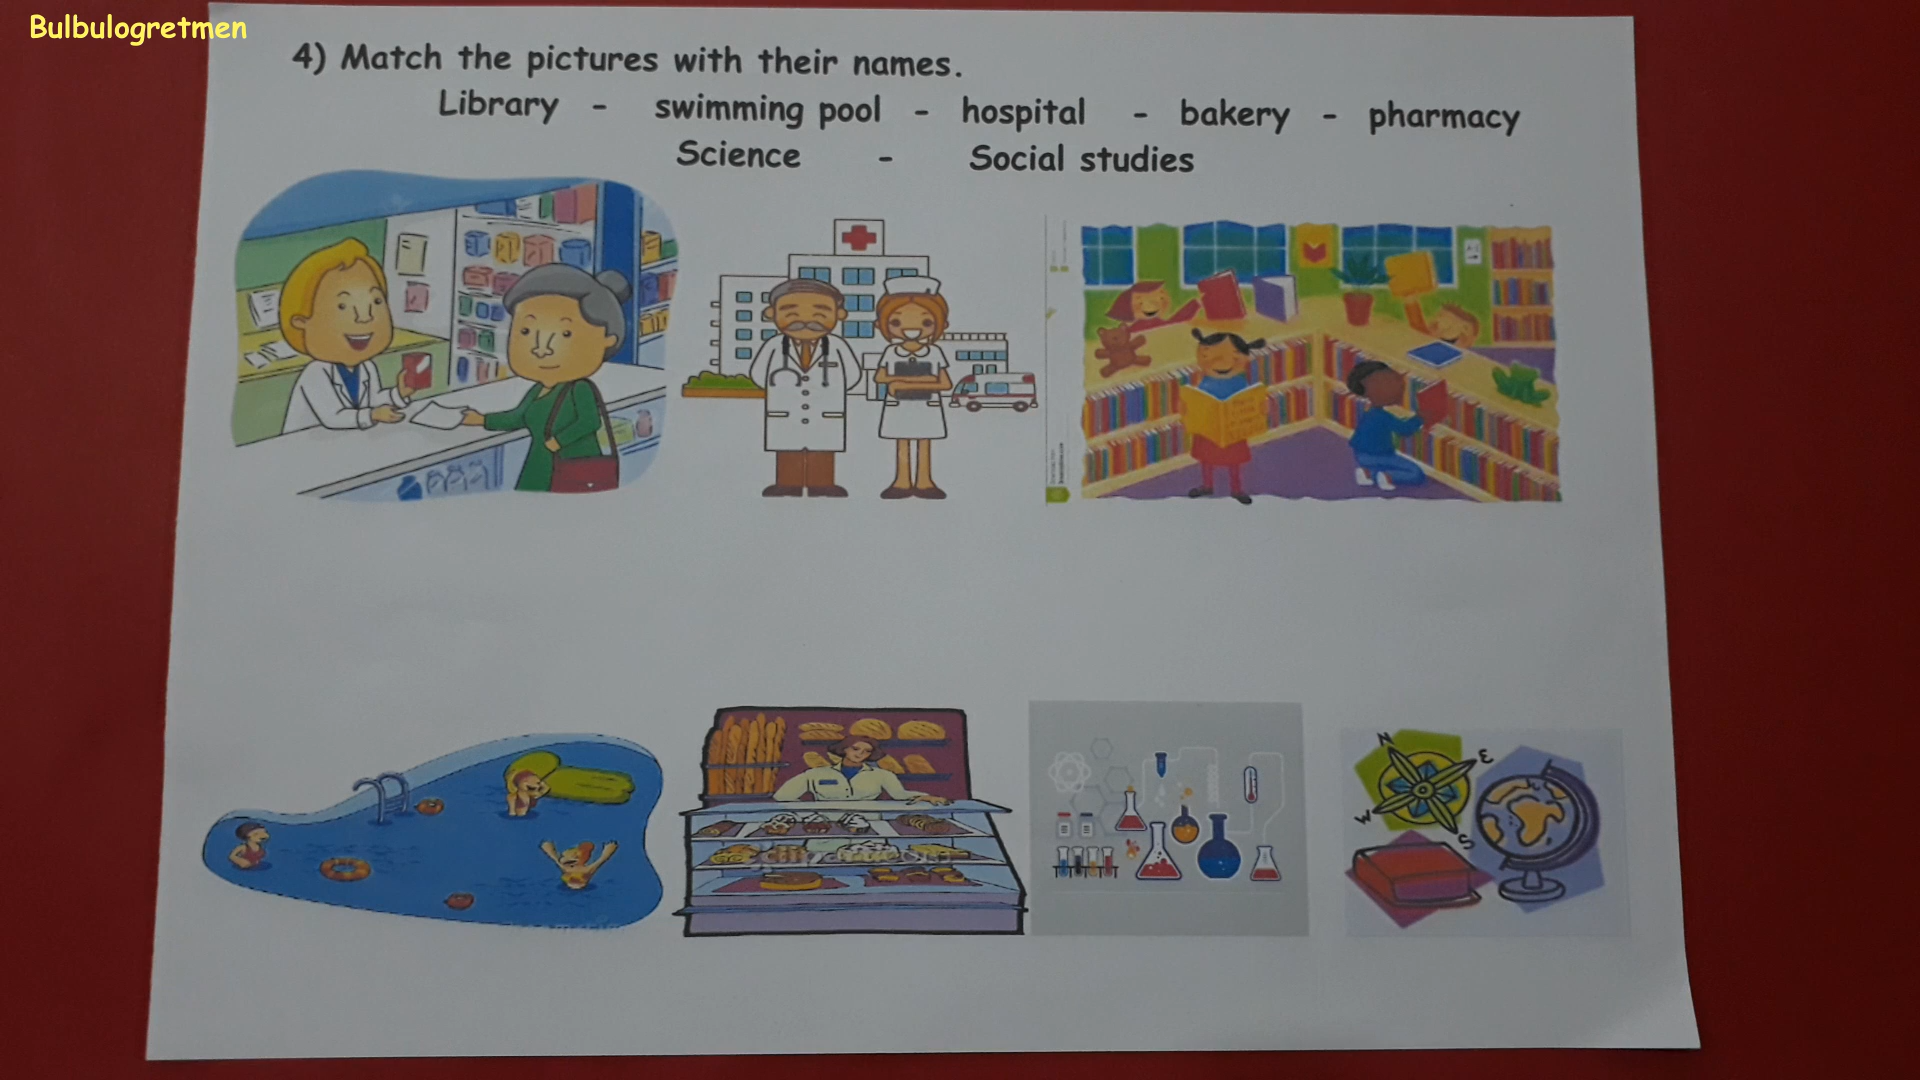 Bulbulogretmen
4) Match the pictures with their names.
Library - swimming pool - hospital - bakery - pharmacy
Science - Social studies
N
E
W
S